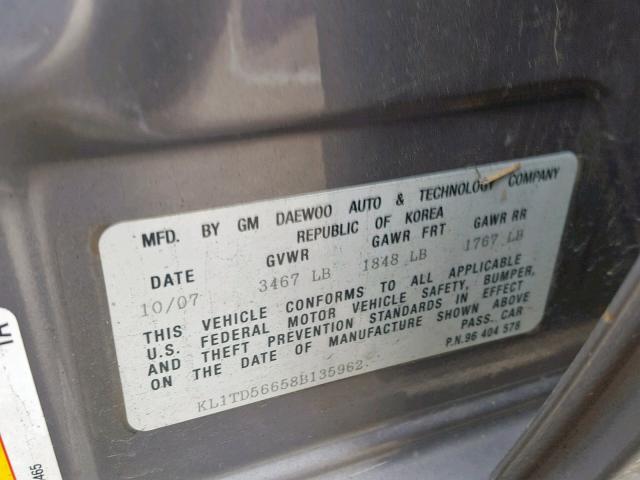 MFD. BY GM DAEWOO AUTO & TECHNOLOGY COMPANY
REPUBLIC OF KOREA
DATE GVWR GAWR FRT GAWR RR
10/07 3467 LB 1848 LB 1767 LB
THIS VEHICLE CONFORMS TO ALL APPLICABLE
U.S. FEDERAL MOTOR VEHICLE SAFETY, BUMPER,
AND THEFT PREVENTION STANDARDS IN EFFECT
ON THE DATE OF MANUFACTURE SHOWN ABOVE
PASS. CAR
KL1TD56658B135962 P.N.96 404 578
465